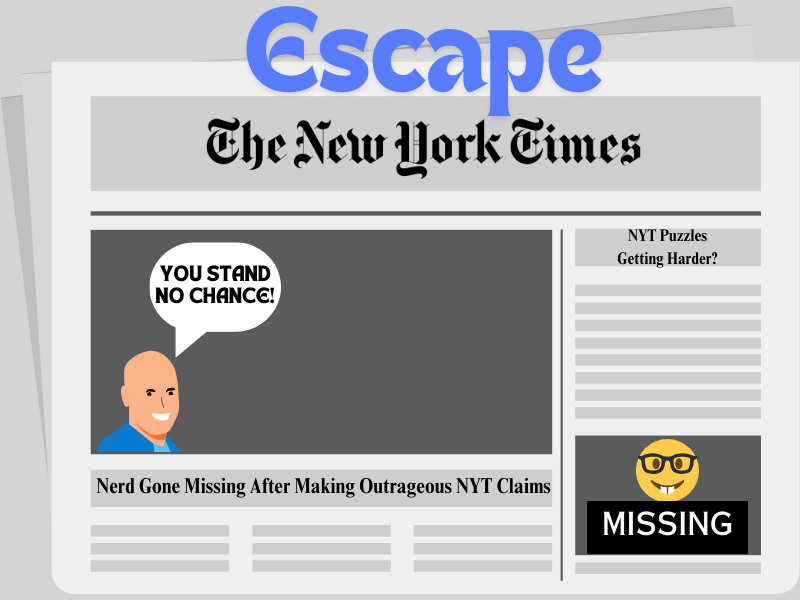 Escape
The New York Times
YOU STAND
NO CHANCE!
Nerd Gone Missing After Making Outrageous NYT Claims
NYT Puzzles
Getting Harder?
MISSING